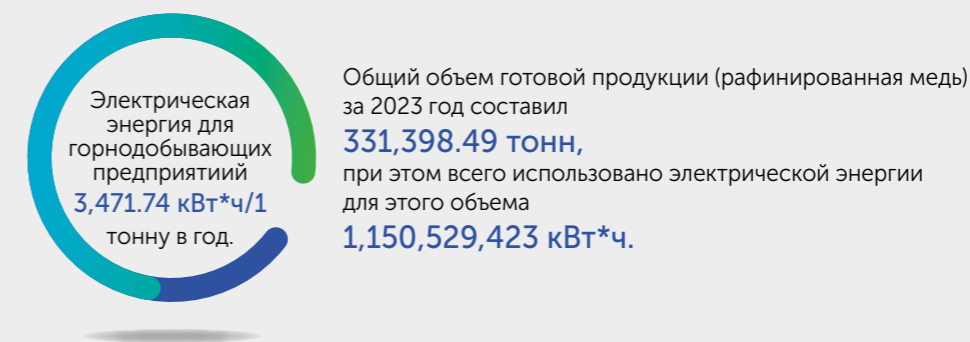 Электрическая
энергия для
горнодобывающих
предприятиий
3,471.74 кВт*ч/1
тонну в год.
Общий объем готовой продукции (рафинированная медь)
за 2023 год составил
331,398.49 тонн,
при этом всего использовано электрической энергии
для этого объема
1,150,529,423 кВт*ч.